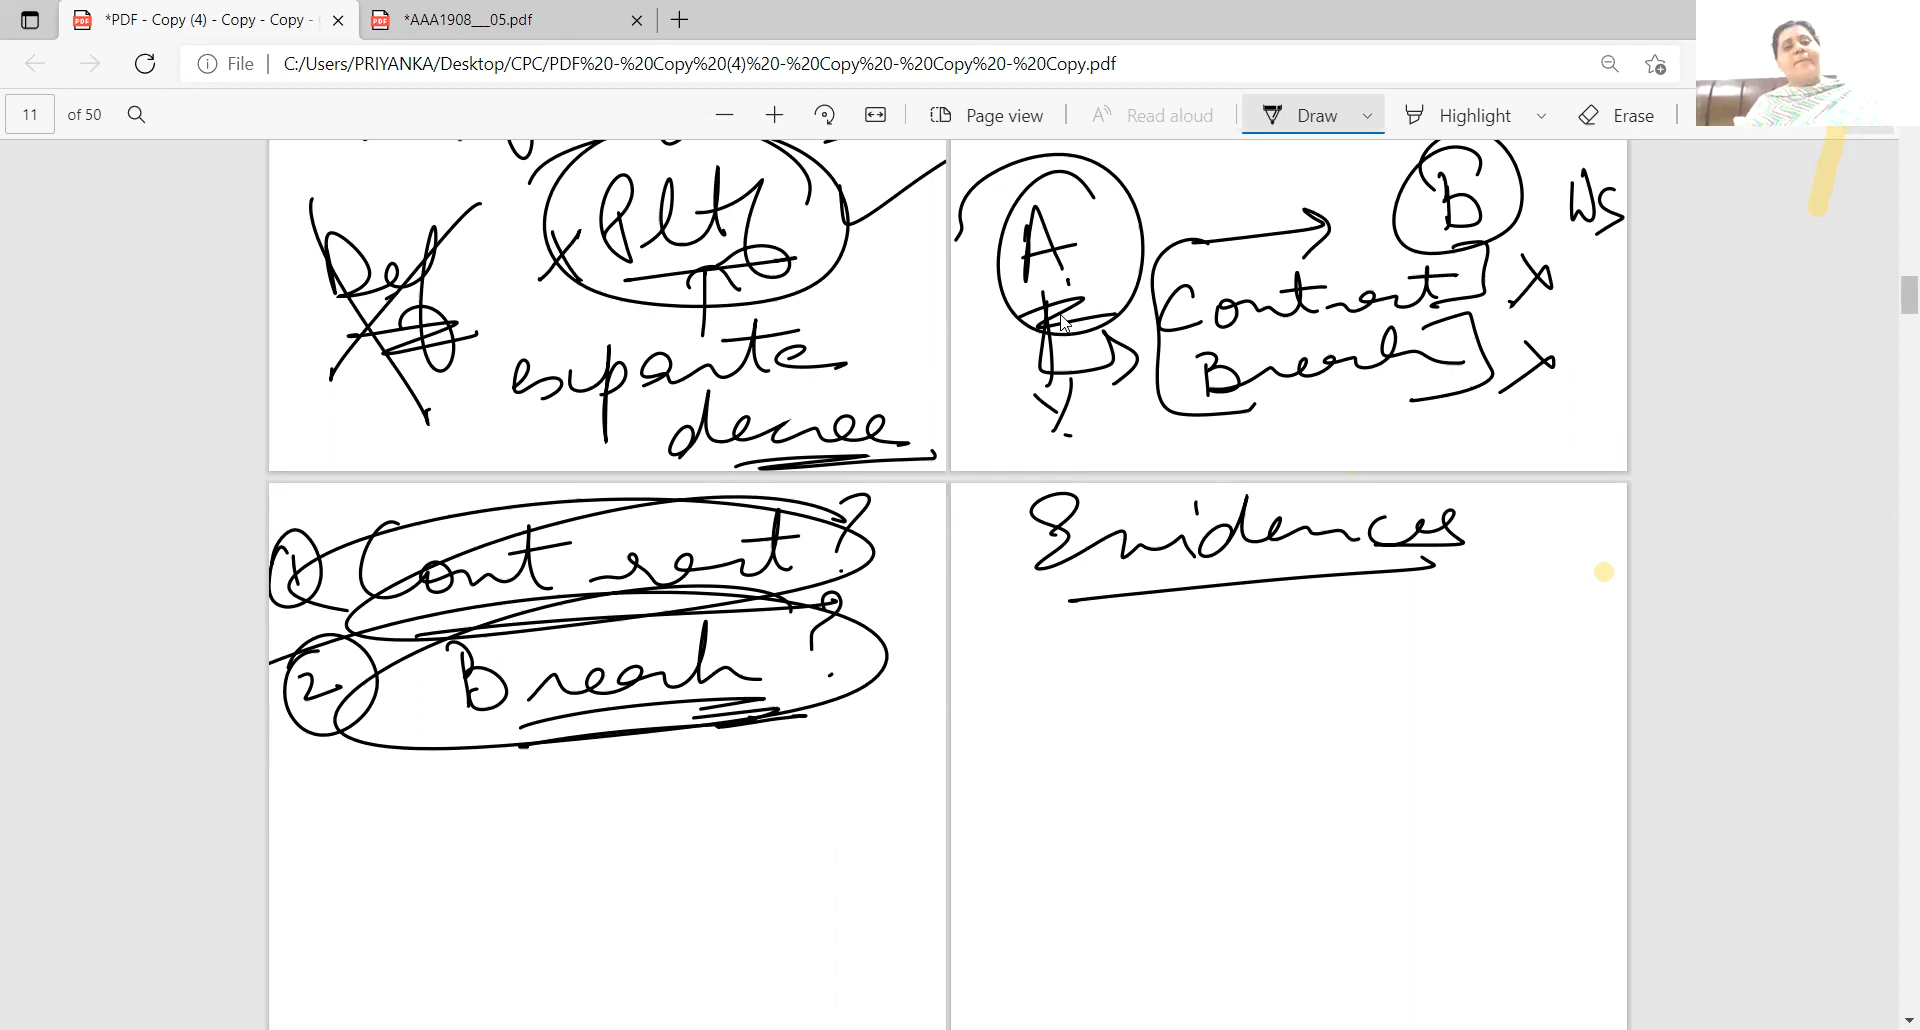 *PDF - Copy (4) - Copy - Copy -
*AAA1908___05.pdf
File
C:/Users/PRIYANKA/Desktop/CPC/PDF%20-%20Copy%20(4)%20-%20Copy%20-%20Copy%20-%20Copy.pdf
11 of 50
Page view
Read aloud
Draw
Highlight
Erase
Pltf
Def
exparte
decree
A
B
WS
Contract
Breach
① Contract?
② Breach?
Evidences